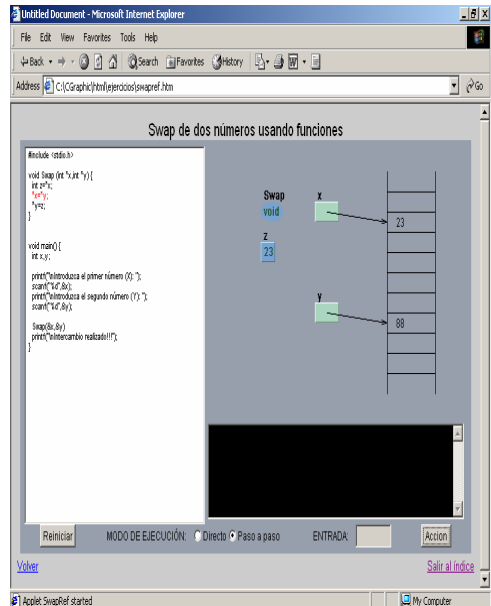 Untitled Document - Microsoft Internet Explorer
File Edit View Favorites Tools Help
Back Search Favorites History
Address C:\CGraphic\html\ejercicios\swapref.htm Go
Swap de dos números usando funciones
#include <stdio.h>
void Swap (int *x,int *y) {
int z=*x;
*x=*y;
*y=z;
}
void main() {
int x,y;
printf("\nIntroduzca el primer número (X): ");
scanf("%d",&x);
printf("\nIntroduzca el segundo número (Y): ");
scanf("%d",&y);
Swap(&x,&y)
printf("\nIntercambio realizado!!!");
}
Swap x
void
23
z
23
y
88
Reiniciar MODO DE EJECUCIÓN: Directo Paso a paso ENTRADA: Accion
Volver Salir al índice
Applet SwapRef started My Computer